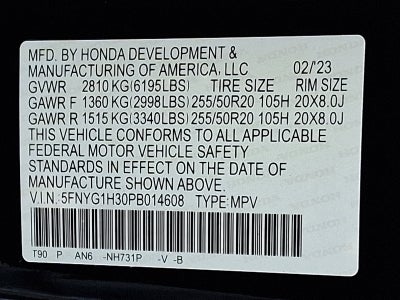 MFD. BY HONDA DEVELOPMENT &
MANUFACTURING OF AMERICA, LLC 02/'23
GVWR 2810 KG(6195LBS) TIRE SIZE RIM SIZE
GAWR F 1360 KG(2998LBS) 255/50R20 105H 20X8.0J
GAWR R 1515 KG(3340LBS) 255/50R20 105H 20X8.0J
THIS VEHICLE CONFORMS TO ALL APPLICABLE
FEDERAL MOTOR VEHICLE SAFETY
STANDARDS IN EFFECT ON THE DATE OF
MANUFACTURE SHOWN ABOVE.
V.I.N: 5FNYG1H30PB014608 TYPE: MPV
T90 P AN6 -NH731P -V -B